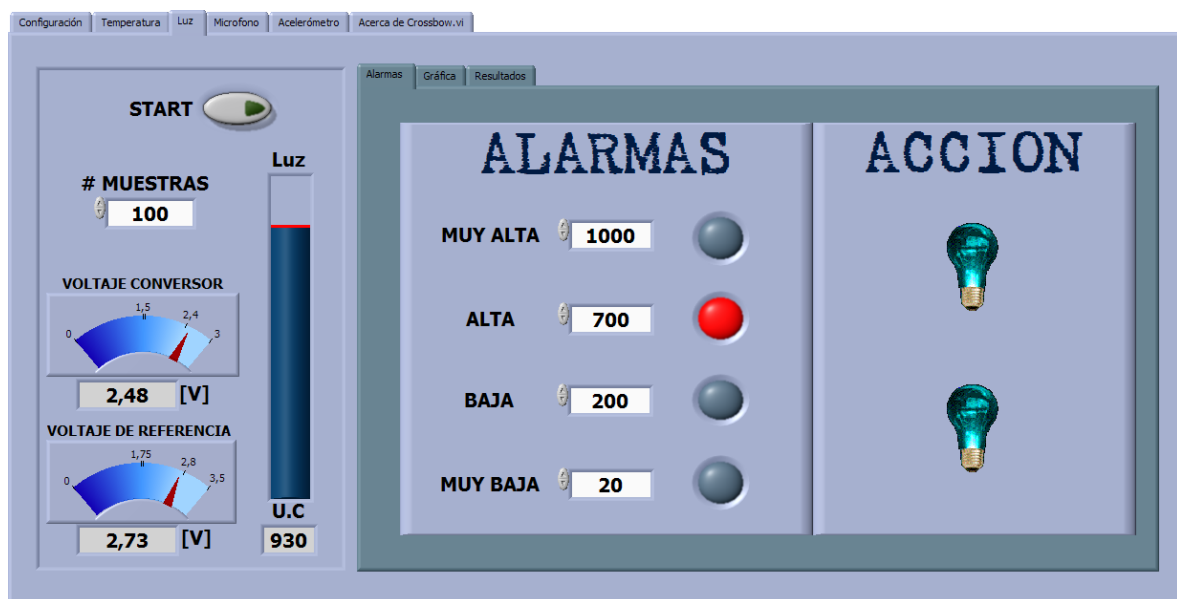 Configuración Temperatura Luz Microfono Acelerómetro Acerca de Crossbow.vi
START
Luz
# MUESTRAS
100
VOLTAJE CONVERSOR
0 1,5 2,4 3
2,48 [V]
VOLTAJE DE REFERENCIA
0 1,75 2,8 3,5
2,73 [V]
U.C
930
Alarmas Gráfica Resultados
ALARMAS
MUY ALTA 1000
ALTA 700
BAJA 200
MUY BAJA 20
ACCION